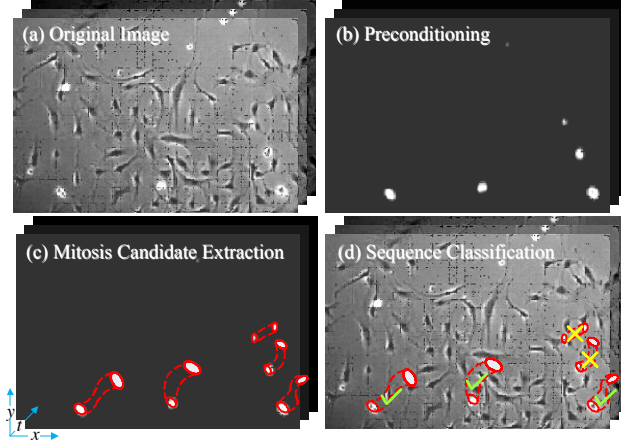 (a) Original Image
(b) Preconditioning
(c) Mitosis Candidate Extraction
(d) Sequence Classification
y
t
x